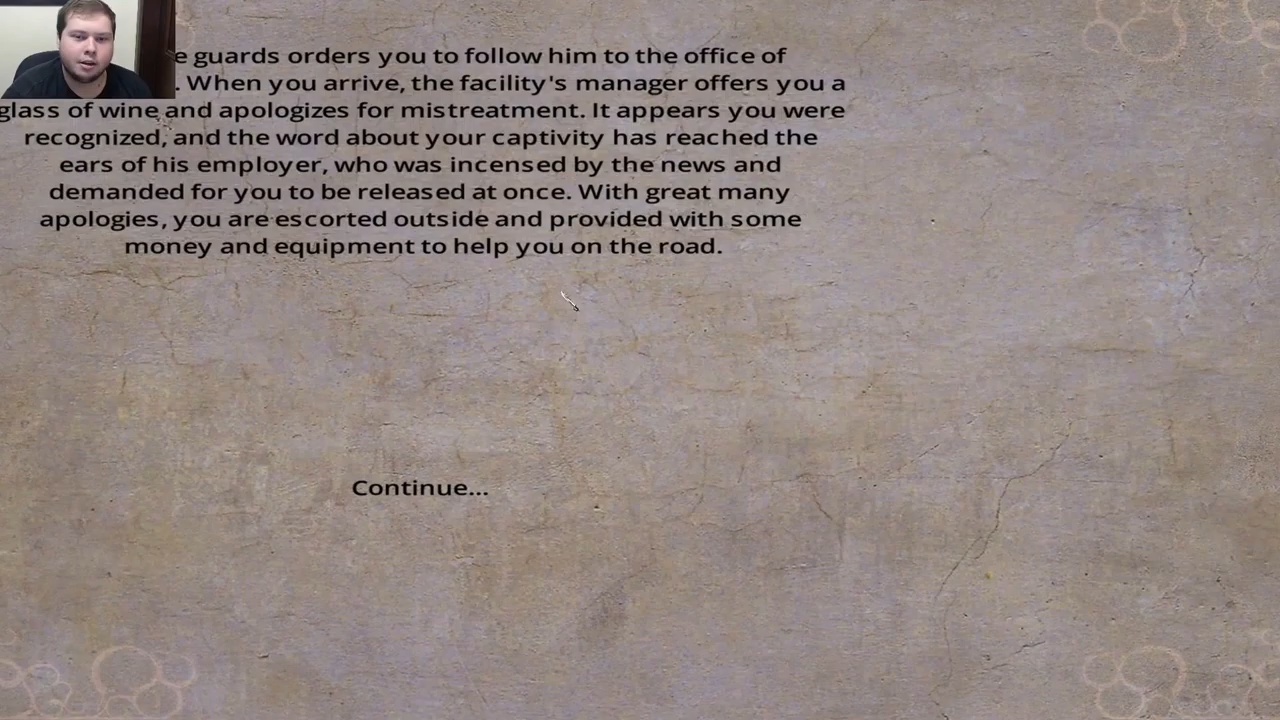 guards orders you to follow him to the office of
. When you arrive, the facility's manager offers you a
glass of wine and apologizes for mistreatment. It appears you were
recognized, and the word about your captivity has reached the
ears of his employer, who was incensed by the news and
demanded for you to be released at once. With great many
apologies, you are escorted outside and provided with some
money and equipment to help you on the road.
Continue...